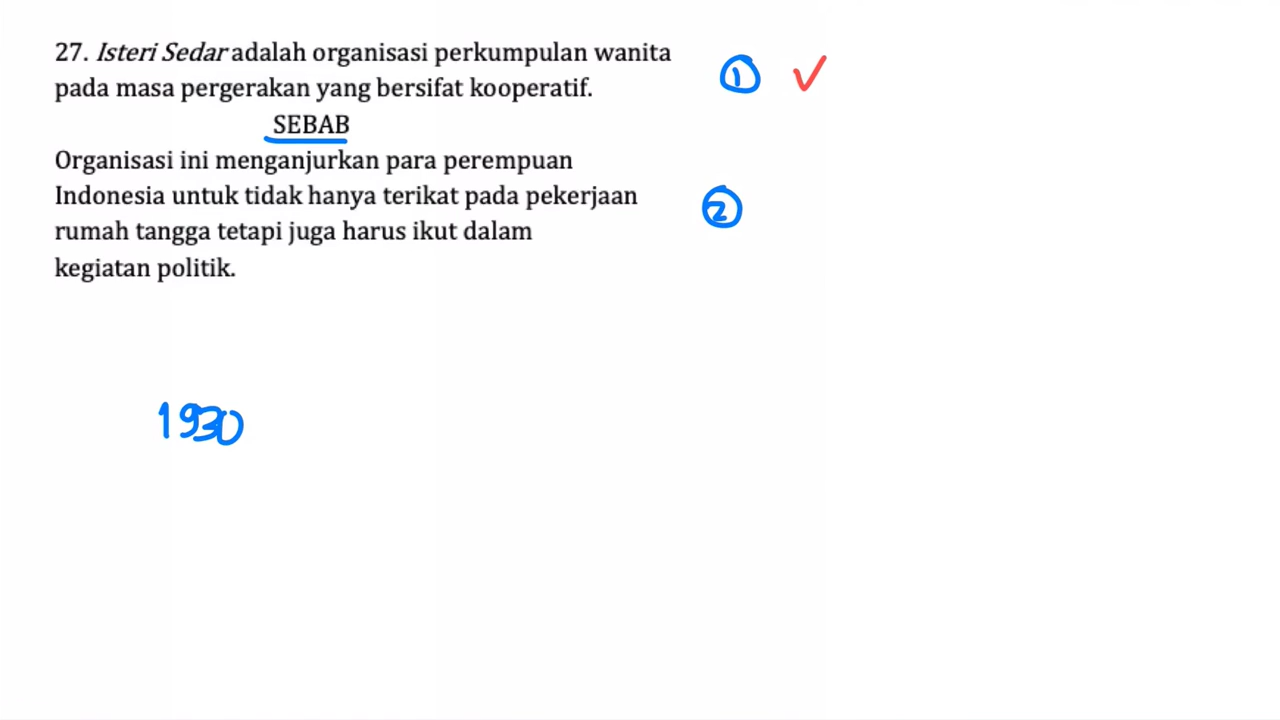 27. Isteri Sedar adalah organisasi perkumpulan wanita
pada masa pergerakan yang bersifat kooperatif.
1 ✓
SEBAB
Organisasi ini menganjurkan para perempuan
Indonesia untuk tidak hanya terikat pada pekerjaan
rumah tangga tetapi juga harus ikut dalam
kegiatan politik.
2
1930